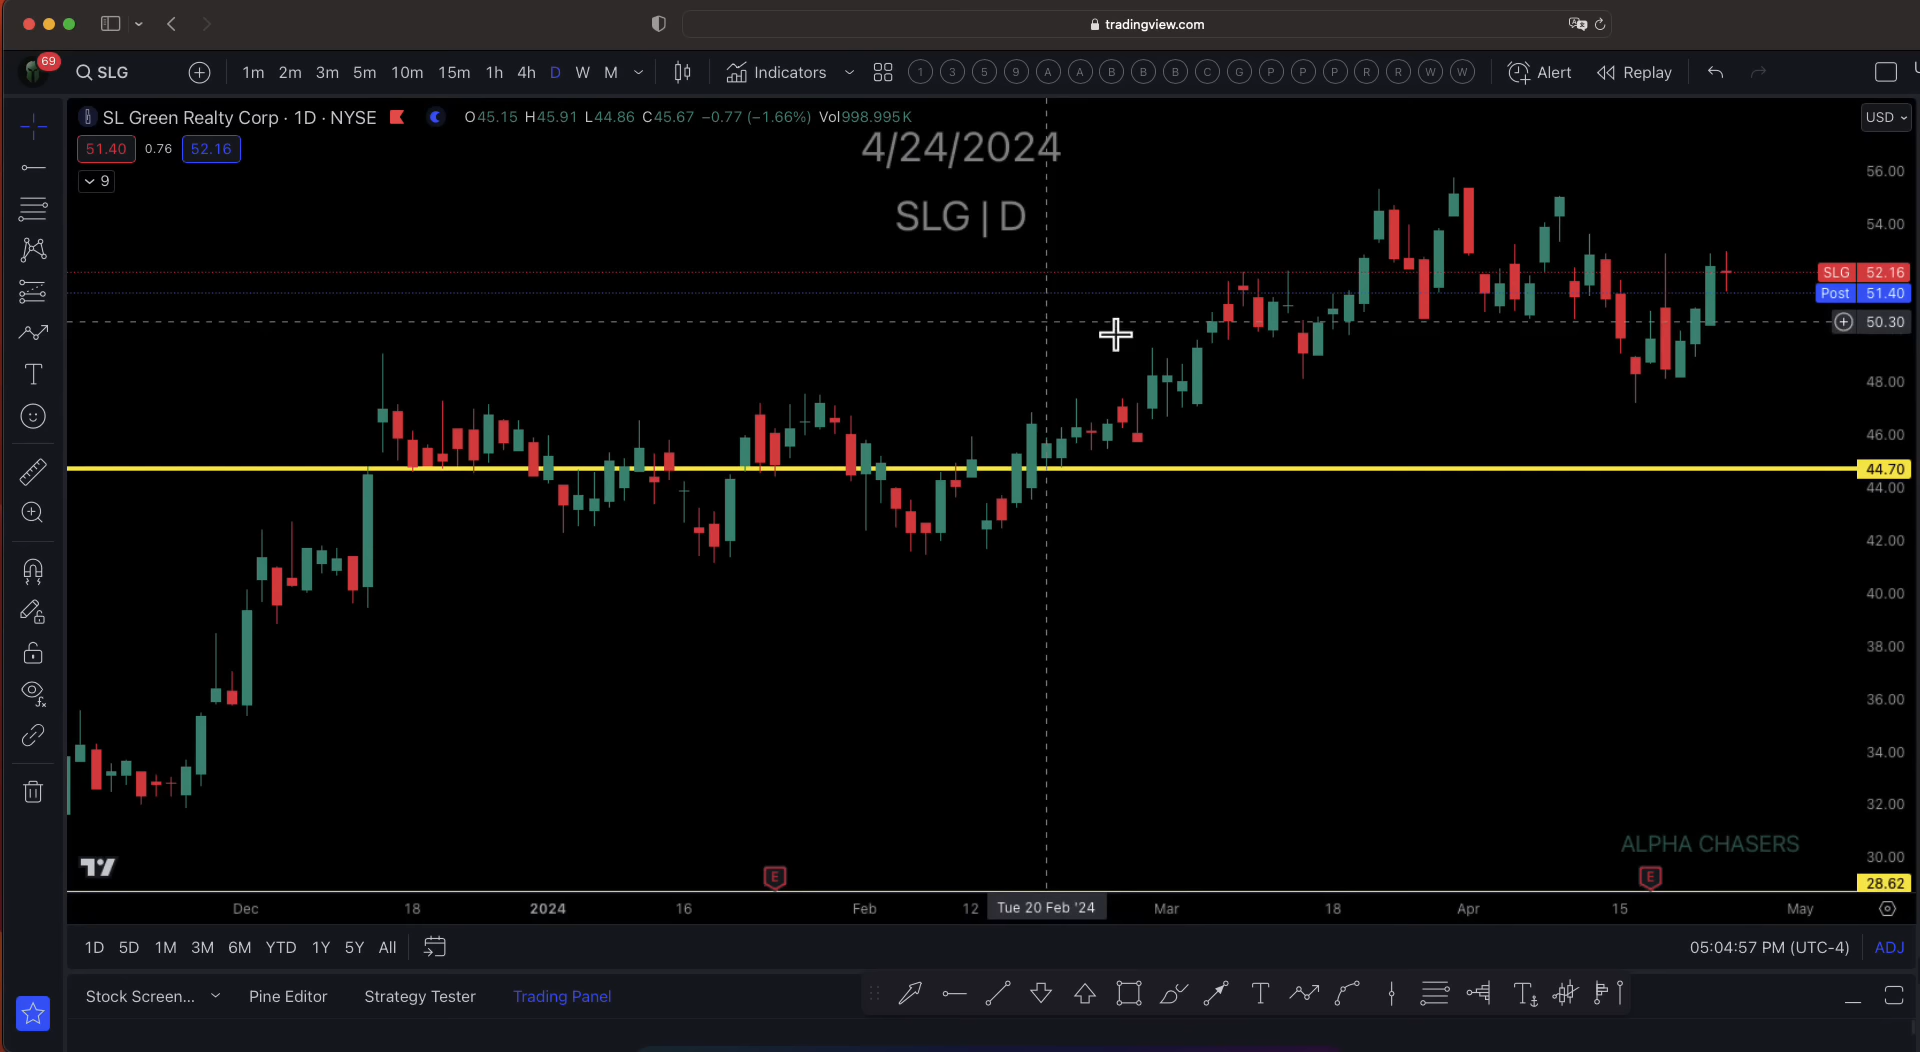 tradingview.com
69
SLG
1m 2m 3m 5m 10m 15m 1h 4h D W M
Indicators
1 3 5 9 A A B B B C G P P P R R W W
Alert
Replay
SL Green Realty Corp · 1D · NYSE
O45.15 H45.91 L44.86 C45.67 −0.77 (−1.66%) Vol998.995K
USD
51.40 0.76 52.16
9
4/24/2024
SLG | D
56.00
54.00
SLG 52.16
Post 51.40
50.30
48.00
46.00
44.70
44.00
42.00
40.00
38.00
36.00
34.00
32.00
ALPHA CHASERS
30.00
E E
28.62
Dec 18 2024 16 Feb 12 Tue 20 Feb '24 Mar 18 Apr 15 May
1D 5D 1M 3M 6M YTD 1Y 5Y All
05:04:57 PM (UTC-4) ADJ
Stock Screen... Pine Editor Strategy Tester Trading Panel